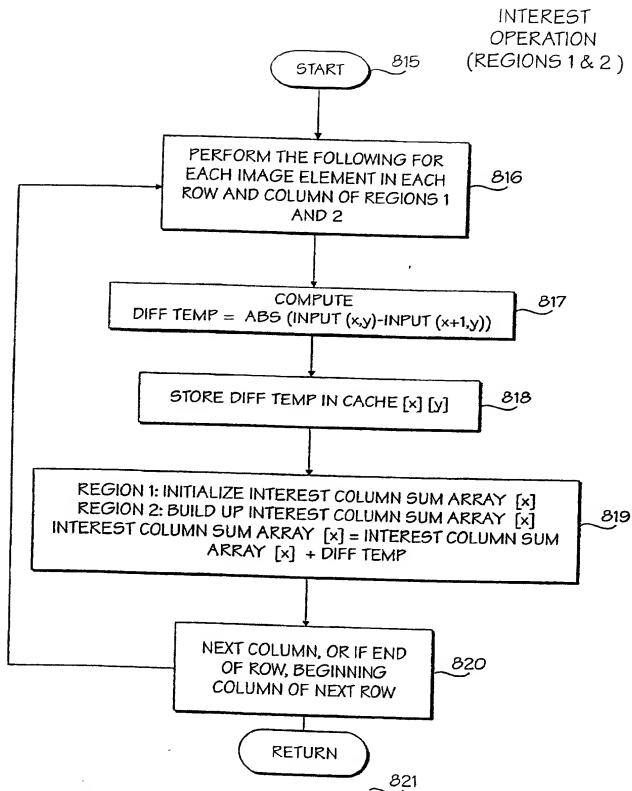 INTEREST
OPERATION
(REGIONS 1 & 2 )
START
815
PERFORM THE FOLLOWING FOR
EACH IMAGE ELEMENT IN EACH
ROW AND COLUMN OF REGIONS 1
AND 2
816
COMPUTE
DIFF TEMP = ABS (INPUT (x,y)-INPUT (x+1,y))
817
STORE DIFF TEMP IN CACHE [x] [y]
818
REGION 1: INITIALIZE INTEREST COLUMN SUM ARRAY [x]
REGION 2: BUILD UP INTEREST COLUMN SUM ARRAY [x]
INTEREST COLUMN SUM ARRAY [x] = INTEREST COLUMN SUM
ARRAY [x] + DIFF TEMP
819
NEXT COLUMN, OR IF END
OF ROW, BEGINNING
COLUMN OF NEXT ROW
820
RETURN
821